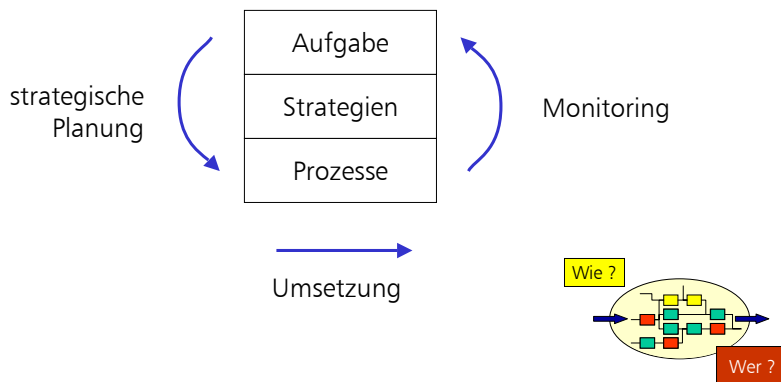 Aufgabe
strategische
Planung
Strategien
Monitoring
Prozesse
Umsetzung
Wie ?
Wer ?